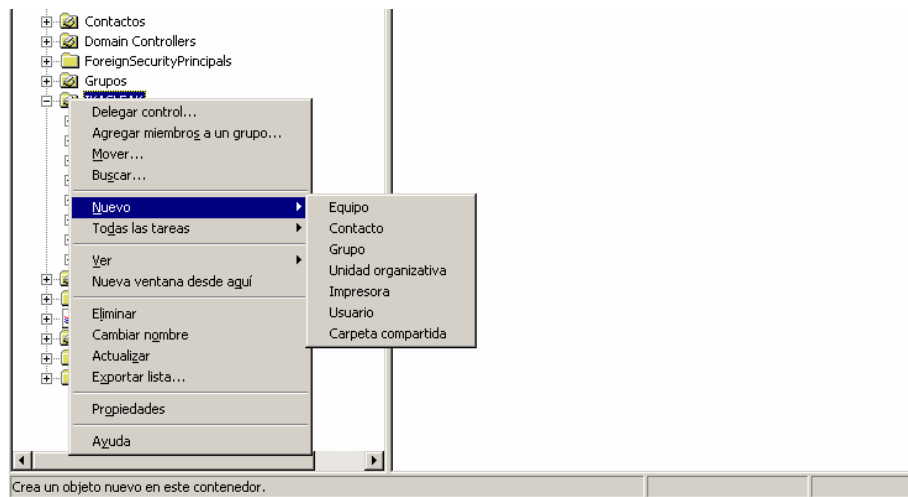 Contactos
Domain Controllers
ForeignSecurityPrincipals
Grupos
Delegar control...
Agregar miembros a un grupo...
Mover...
Buscar...
Nuevo
Todas las tareas
Ver
Nueva ventana desde aquí
Eliminar
Cambiar nombre
Actualizar
Exportar lista...
Propiedades
Ayuda
Equipo
Contacto
Grupo
Unidad organizativa
Impresora
Usuario
Carpeta compartida
Crea un objeto nuevo en este contenedor.